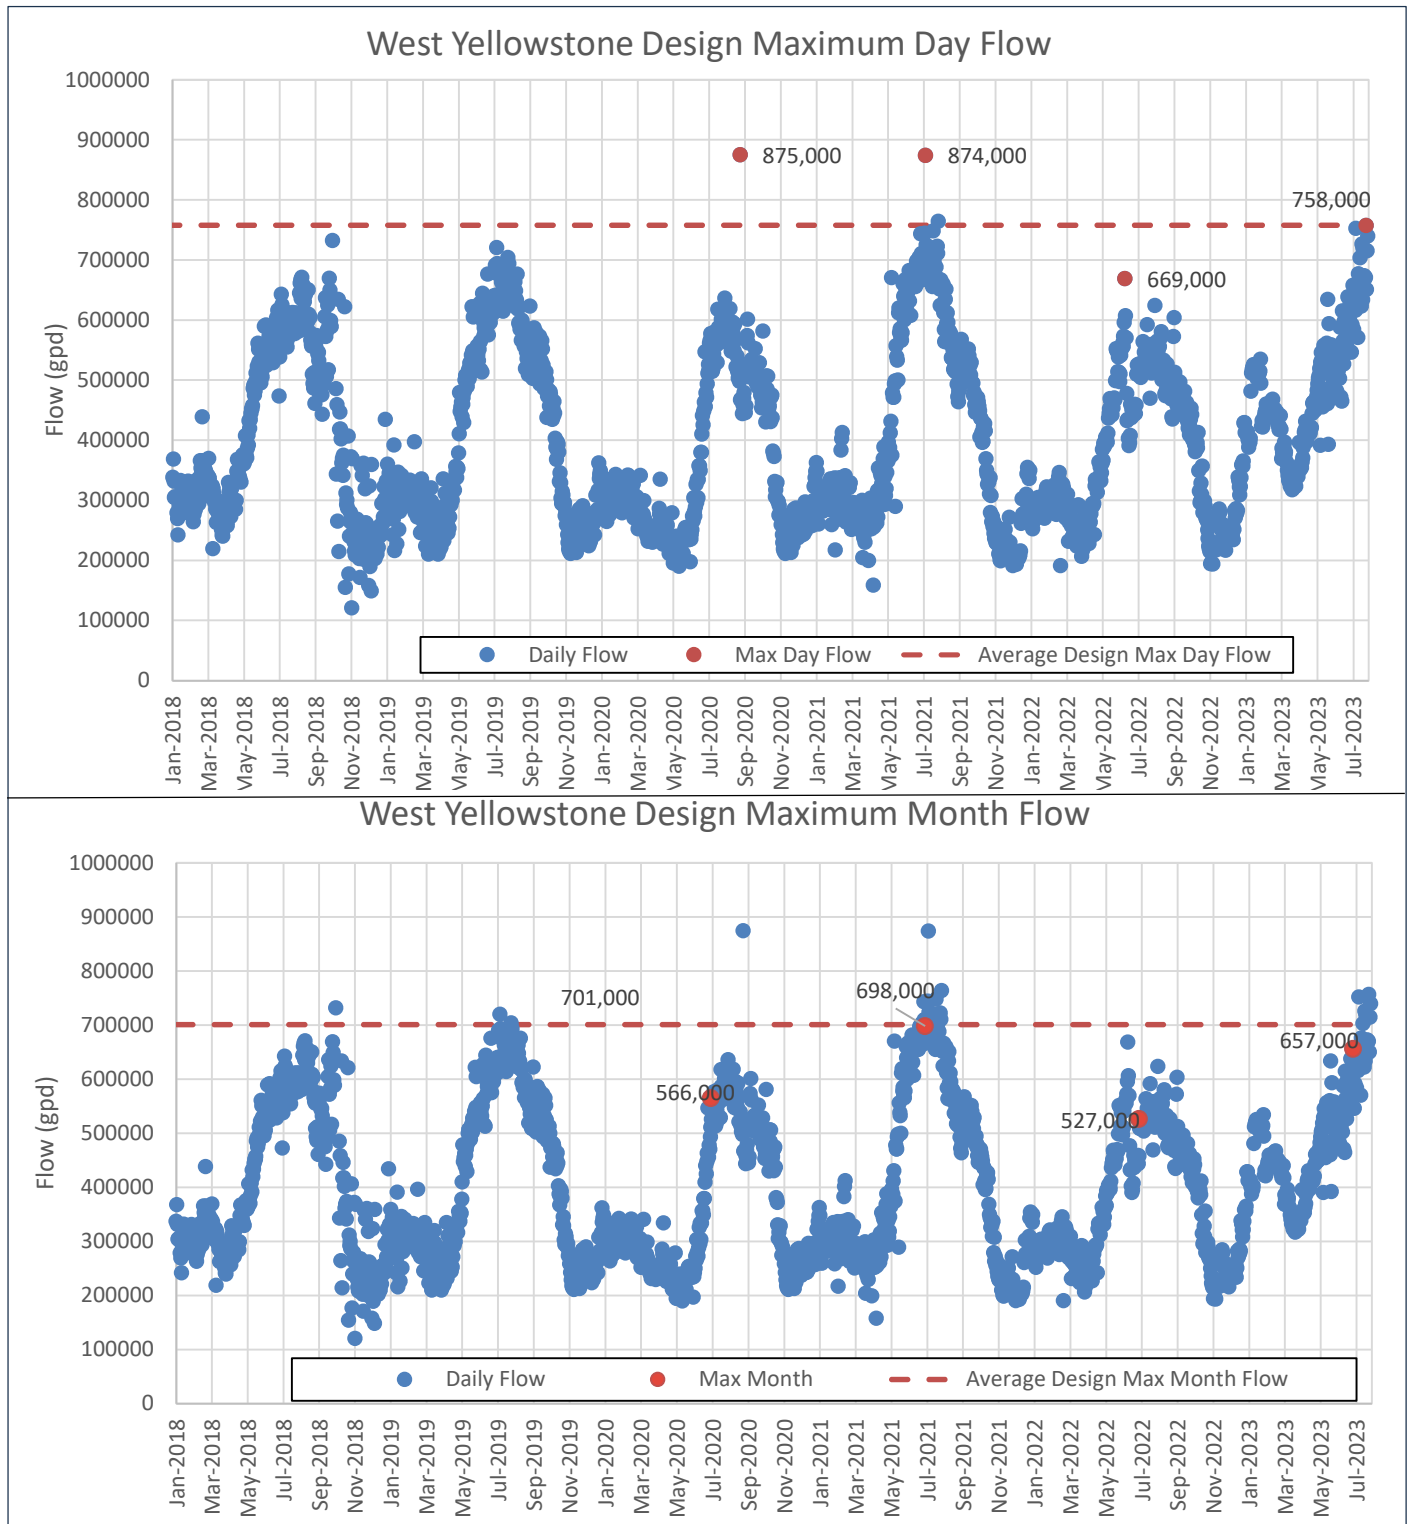 West Yellowstone Design Maximum Day Flow
1000000
900000
800000
700000
600000
500000
400000
300000
200000
100000
0
Flow (gpd)
875,000
874,000
758,000
669,000
Daily Flow Max Day Flow Average Design Max Day Flow
Jan-2018
Mar-2018
May-2018
Jul-2018
Sep-2018
Nov-2018
Jan-2019
Mar-2019
May-2019
Jul-2019
Sep-2019
Nov-2019
Jan-2020
Mar-2020
May-2020
Jul-2020
Sep-2020
Nov-2020
Jan-2021
Mar-2021
May-2021
Jul-2021
Sep-2021
Nov-2021
Jan-2022
Mar-2022
May-2022
Jul-2022
Sep-2022
Nov-2022
Jan-2023
Mar-2023
May-2023
Jul-2023
West Yellowstone Design Maximum Month Flow
1000000
900000
800000
700000
600000
500000
400000
300000
200000
100000
0
Flow (gpd)
701,000
698,000
657,000
566,000
527,000
Daily Flow Max Month Average Design Max Month Flow
Jan-2018
Mar-2018
May-2018
Jul-2018
Sep-2018
Nov-2018
Jan-2019
Mar-2019
May-2019
Jul-2019
Sep-2019
Nov-2019
Jan-2020
Mar-2020
May-2020
Jul-2020
Sep-2020
Nov-2020
Jan-2021
Mar-2021
May-2021
Jul-2021
Sep-2021
Nov-2021
Jan-2022
Mar-2022
May-2022
Jul-2022
Sep-2022
Nov-2022
Jan-2023
Mar-2023
May-2023
Jul-2023